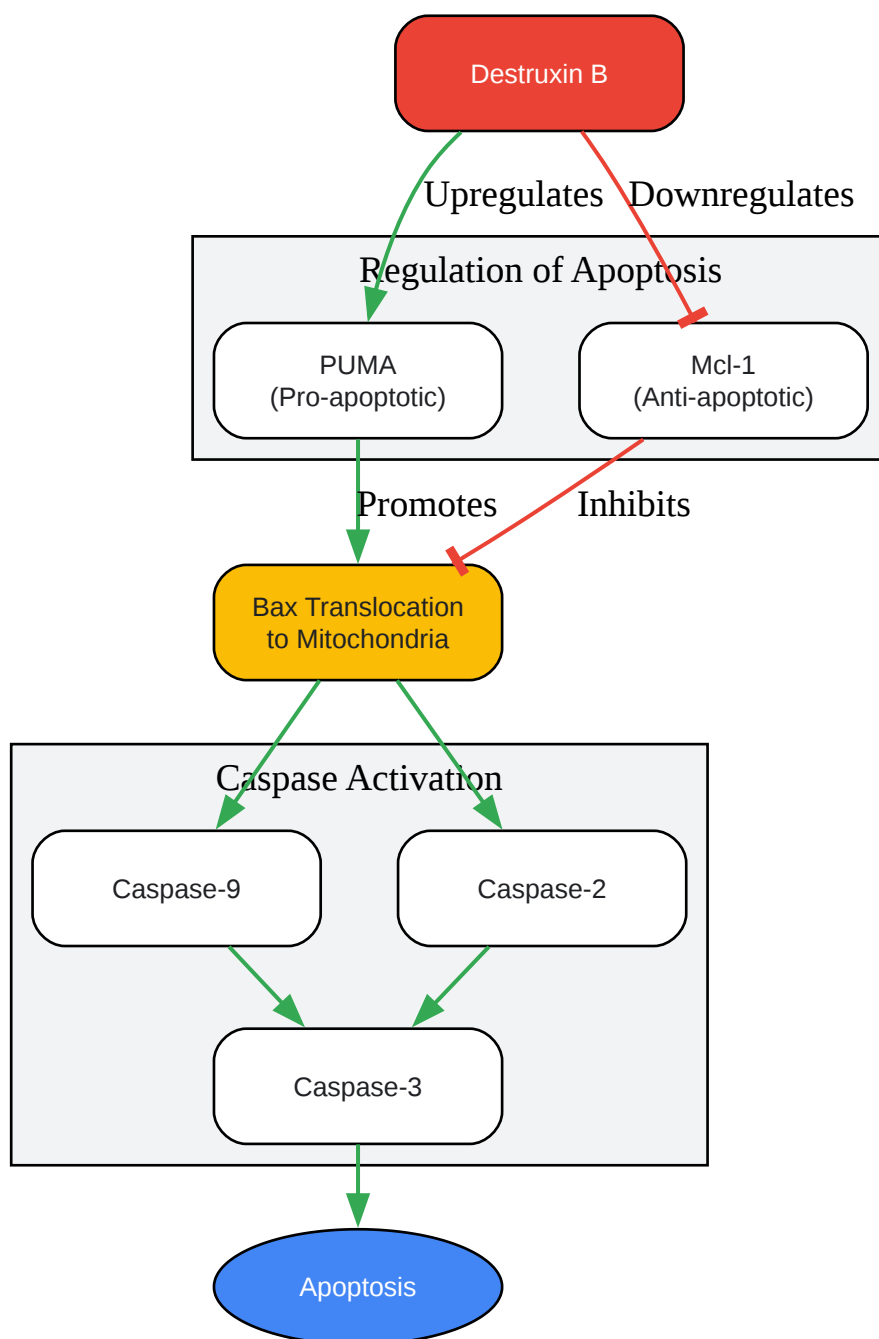 Destruxin B
Upregulates
Downregulates
Regulation of Apoptosis
PUMA
(Pro-apoptotic)
Mcl-1
(Anti-apoptotic)
Promotes
Inhibits
Bax Translocation
to Mitochondria
Caspase Activation
Caspase-9
Caspase-2
Caspase-3
Apoptosis